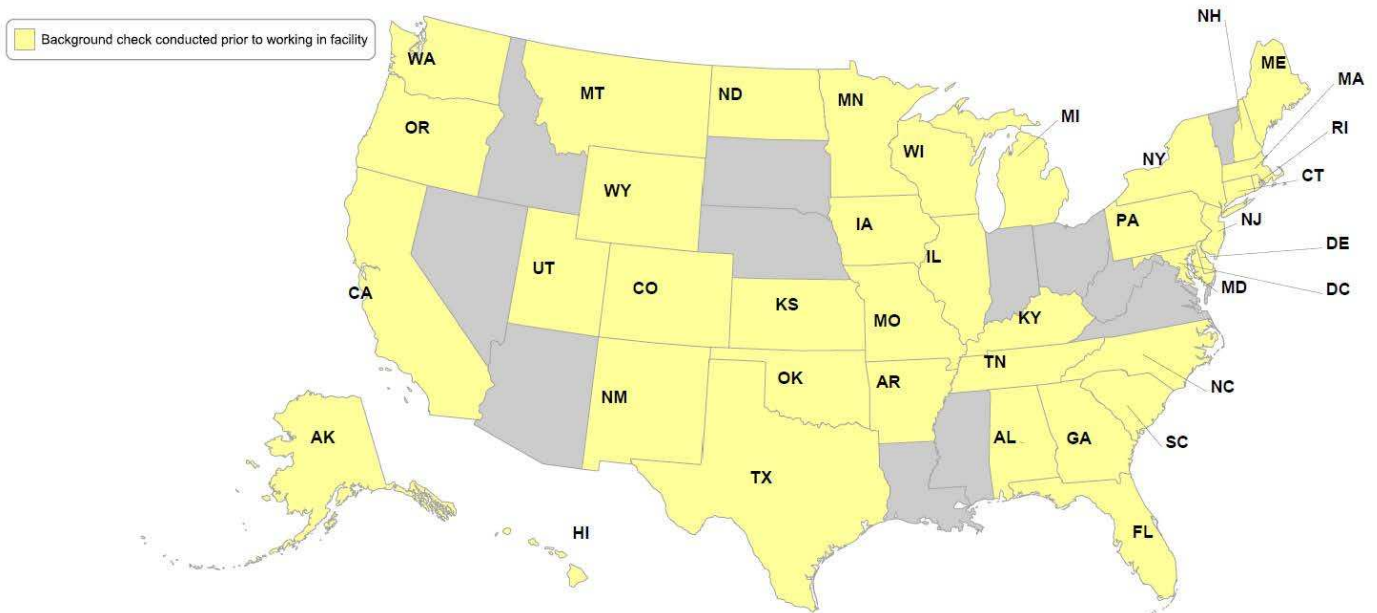 Background check conducted prior to working in facility
NH
ME
WA
MA
MT
ND
MN
MI
RI
OR
WI
NY
CT
WY
PA
IA
NJ
DE
UT
IL
CO
MD
DC
CA
KS
MO
KY
TN
OK
AR
NC
NM
AK
AL
GA
SC
TX
HI
FL